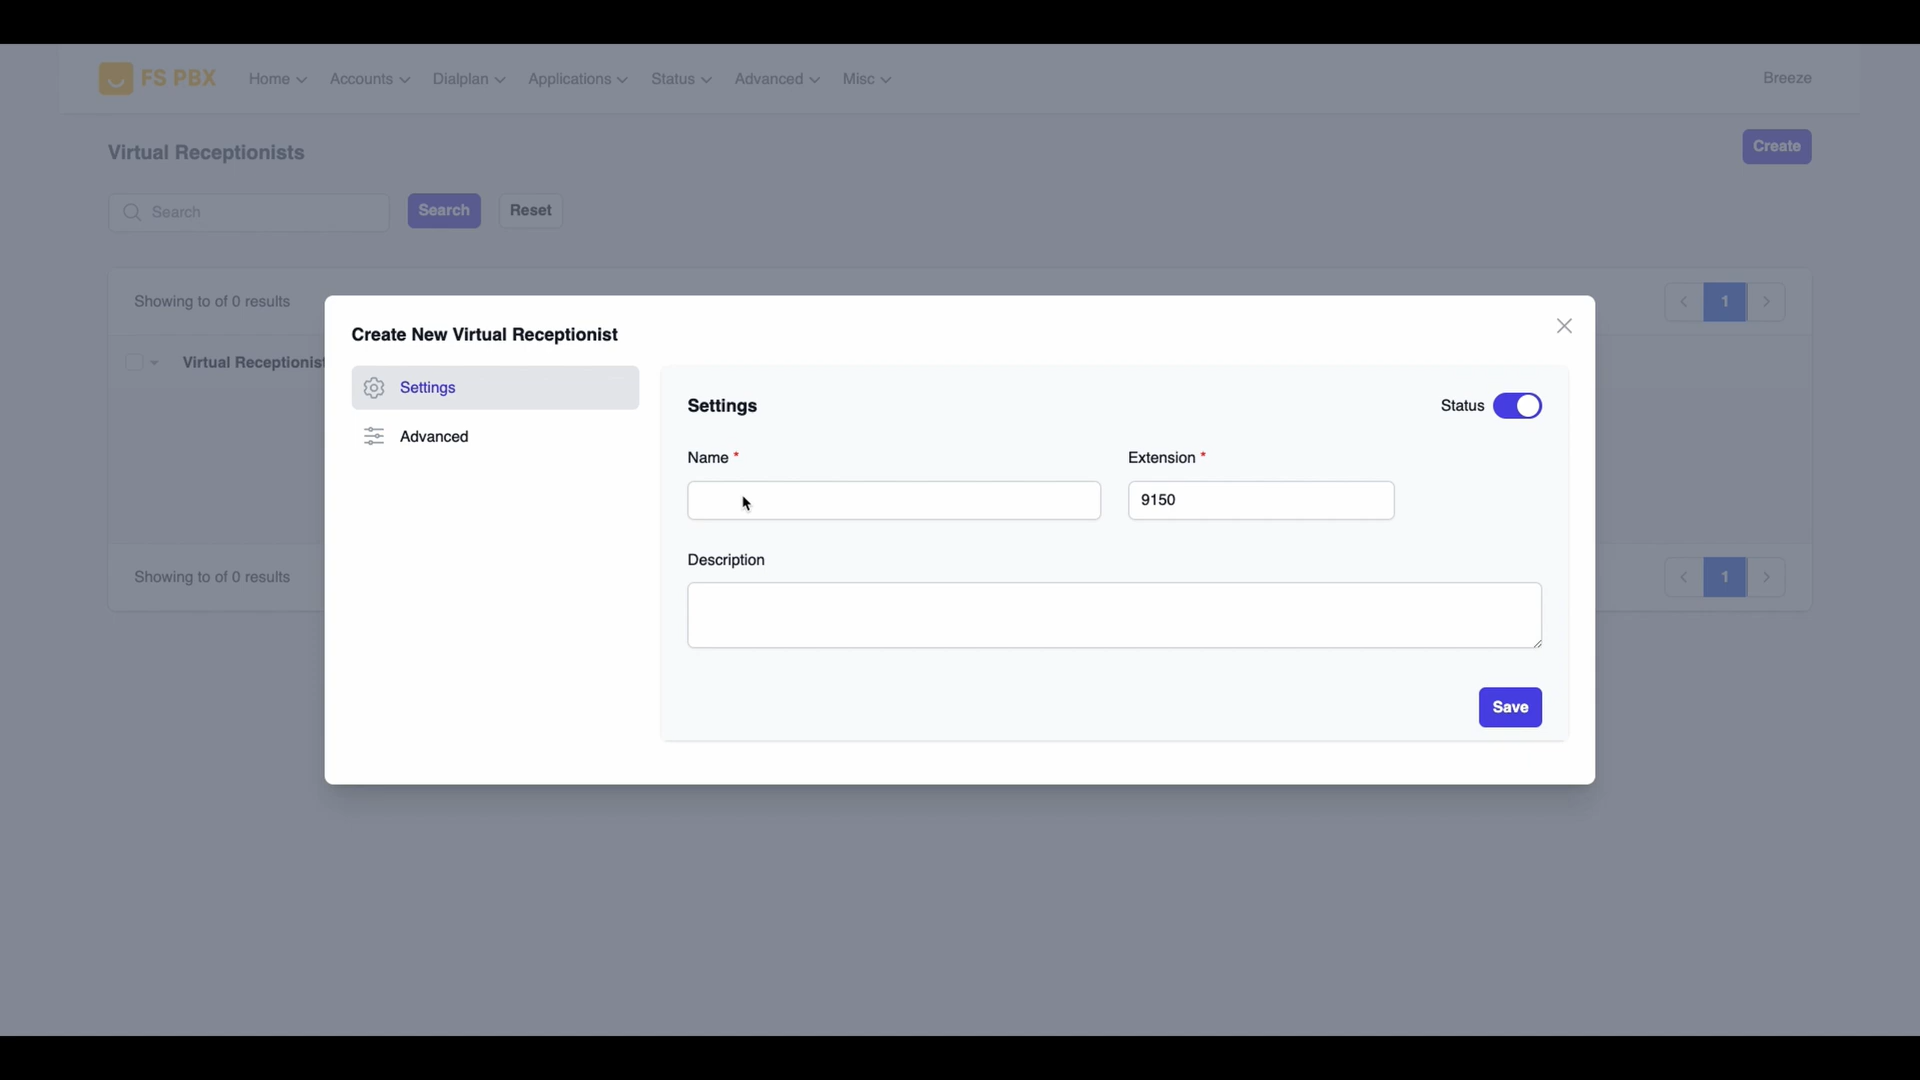 FS PBX Home Accounts Dialplan Applications Status Advanced Misc Breeze
Virtual Receptionists Create
Search Search Reset
Showing to of 0 results 1
Virtual Receptionist
Create New Virtual Receptionist
Settings
Advanced
Settings Status
Name * Extension *
9150
Description
Save
Showing to of 0 results 1